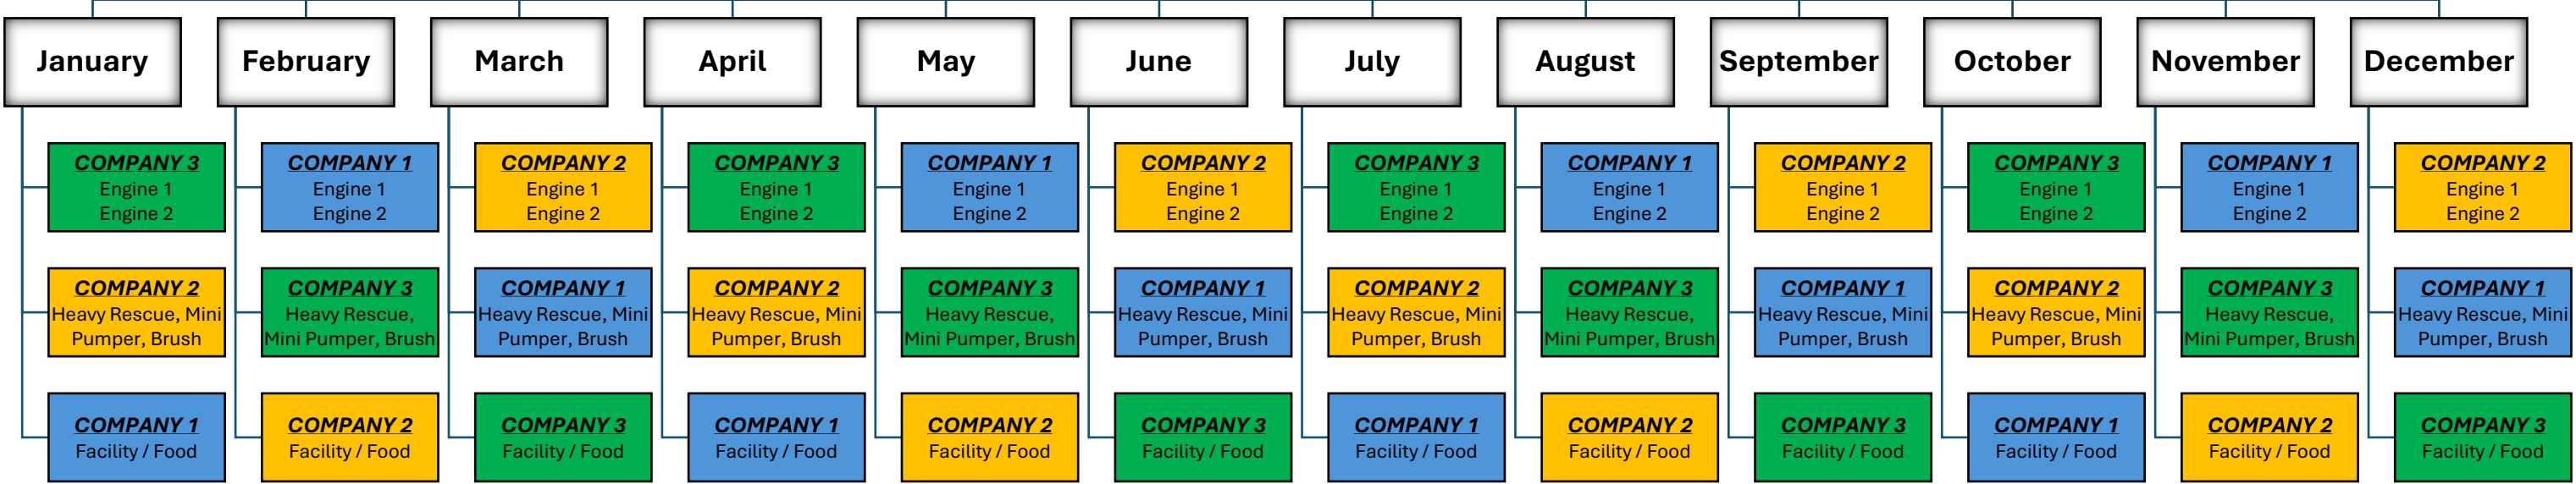 January
February
March
April
May
June
July
August
September
October
November
December
COMPANY 3
Engine 1
Engine 2
COMPANY 1
Engine 1
Engine 2
COMPANY 2
Engine 1
Engine 2
COMPANY 3
Engine 1
Engine 2
COMPANY 1
Engine 1
Engine 2
COMPANY 2
Engine 1
Engine 2
COMPANY 3
Engine 1
Engine 2
COMPANY 1
Engine 1
Engine 2
COMPANY 2
Engine 1
Engine 2
COMPANY 3
Engine 1
Engine 2
COMPANY 1
Engine 1
Engine 2
COMPANY 2
Engine 1
Engine 2
COMPANY 2
Heavy Rescue, Mini
Pumper, Brush
COMPANY 3
Heavy Rescue,
Mini Pumper, Brush
COMPANY 1
Heavy Rescue, Mini
Pumper, Brush
COMPANY 2
Heavy Rescue, Mini
Pumper, Brush
COMPANY 3
Heavy Rescue,
Mini Pumper, Brush
COMPANY 1
Heavy Rescue, Mini
Pumper, Brush
COMPANY 2
Heavy Rescue, Mini
Pumper, Brush
COMPANY 3
Heavy Rescue,
Mini Pumper, Brush
COMPANY 1
Heavy Rescue, Mini
Pumper, Brush
COMPANY 2
Heavy Rescue, Mini
Pumper, Brush
COMPANY 3
Heavy Rescue,
Mini Pumper, Brush
COMPANY 1
Heavy Rescue, Mini
Pumper, Brush
COMPANY 1
Facility / Food
COMPANY 2
Facility / Food
COMPANY 3
Facility / Food
COMPANY 1
Facility / Food
COMPANY 2
Facility / Food
COMPANY 3
Facility / Food
COMPANY 1
Facility / Food
COMPANY 2
Facility / Food
COMPANY 3
Facility / Food
COMPANY 1
Facility / Food
COMPANY 2
Facility / Food
COMPANY 3
Facility / Food